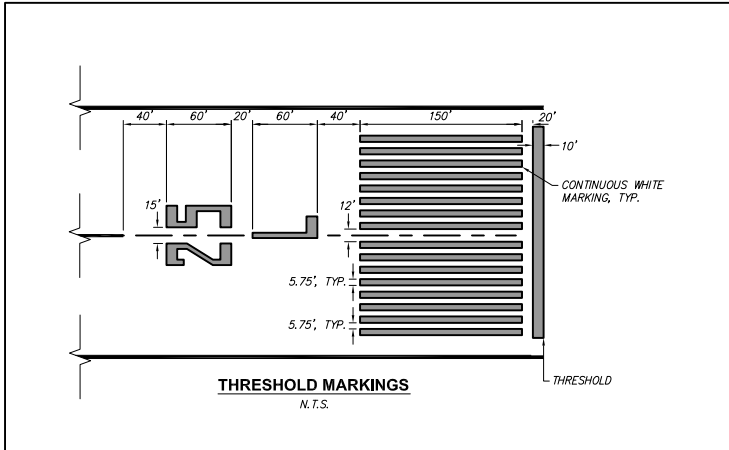 40'
60'
20'
60'
40'
150'
20'
10'
CONTINUOUS WHITE
MARKING, TYP.
15'
12'
25
L
5.75', TYP.
5.75', TYP.
THRESHOLD
THRESHOLD MARKINGS
N.T.S.